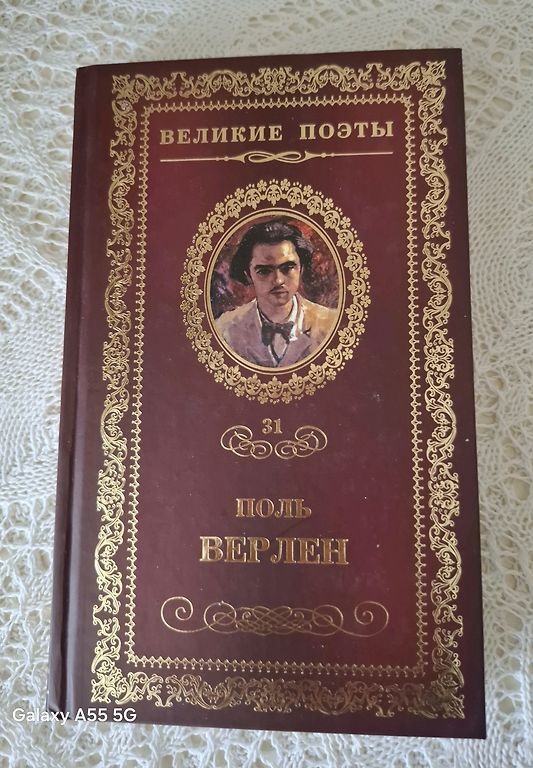 ВЕЛИКИЕ ПОЭТЫ
31
ПОЛЬ
ВЕРЛЕН
Galaxy A55 5G